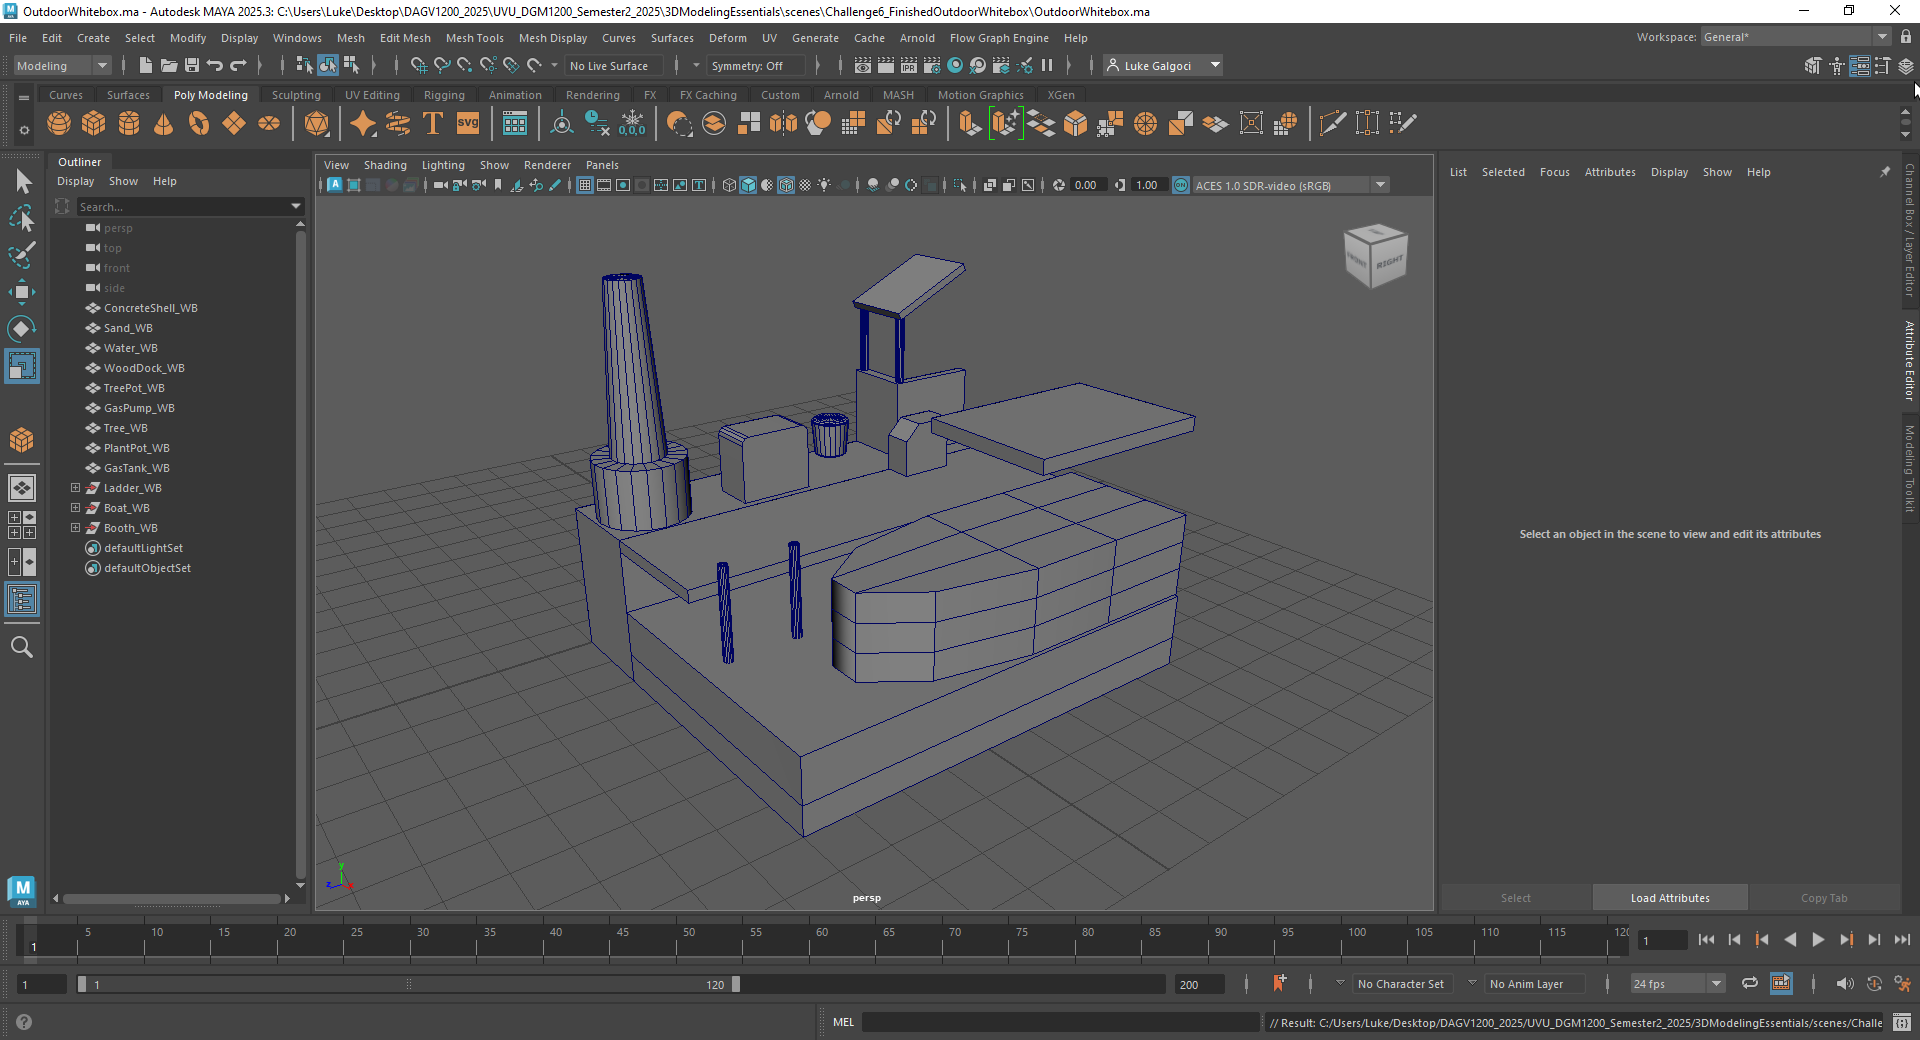 OutdoorWhitebox.ma - Autodesk MAYA 2025.3: C:\Users\Luke\Desktop\DAGV1200_2025\UVU_DGM1200_Semester2_2025\3DModelingEssentials\scenes\Challenge6_FinishedOutdoorWhitebox\OutdoorWhitebox.ma
File Edit Create Select Modify Display Windows Mesh Edit Mesh Mesh Tools Mesh Display Curves Surfaces Deform UV Generate Cache Arnold Flow Graph Engine Help Workspace: General*
Modeling No Live Surface Symmetry: Off IPR Luke Galgoci
Curves Surfaces Poly Modeling Sculpting UV Editing Rigging Animation Rendering FX FX Caching Custom Arnold MASH Motion Graphics XGen
T SVG 0,0,0
Outliner
Display Show Help
Search...
persp
top
front
side
ConcreteShell_WB
Sand_WB
Water_WB
WoodDock_WB
TreePot_WB
GasPump_WB
Tree_WB
PlantPot_WB
GasTank_WB
Ladder_WB
Boat_WB
Booth_WB
defaultLightSet
defaultObjectSet
View Shading Lighting Show Renderer Panels
0.00 1.00 ACES 1.0 SDR-video (sRGB)
FRONT RIGHT
y
z x
persp
List Selected Focus Attributes Display Show Help
Select an object in the scene to view and edit its attributes
Select Load Attributes Copy Tab
Channel Box / Layer Editor
Attribute Editor
Modeling Toolkit
M
AYA
5 10 15 20 25 30 35 40 45 50 55 60 65 70 75 80 85 90 95 100 105 110 115 120
1 1
1 1 120 200 No Character Set No Anim Layer 24 fps
MEL // Result: C:/Users/Luke/Desktop/DAGV1200_2025/UVU_DGM1200_Semester2_2025/3DModelingEssentials/scenes/Challe